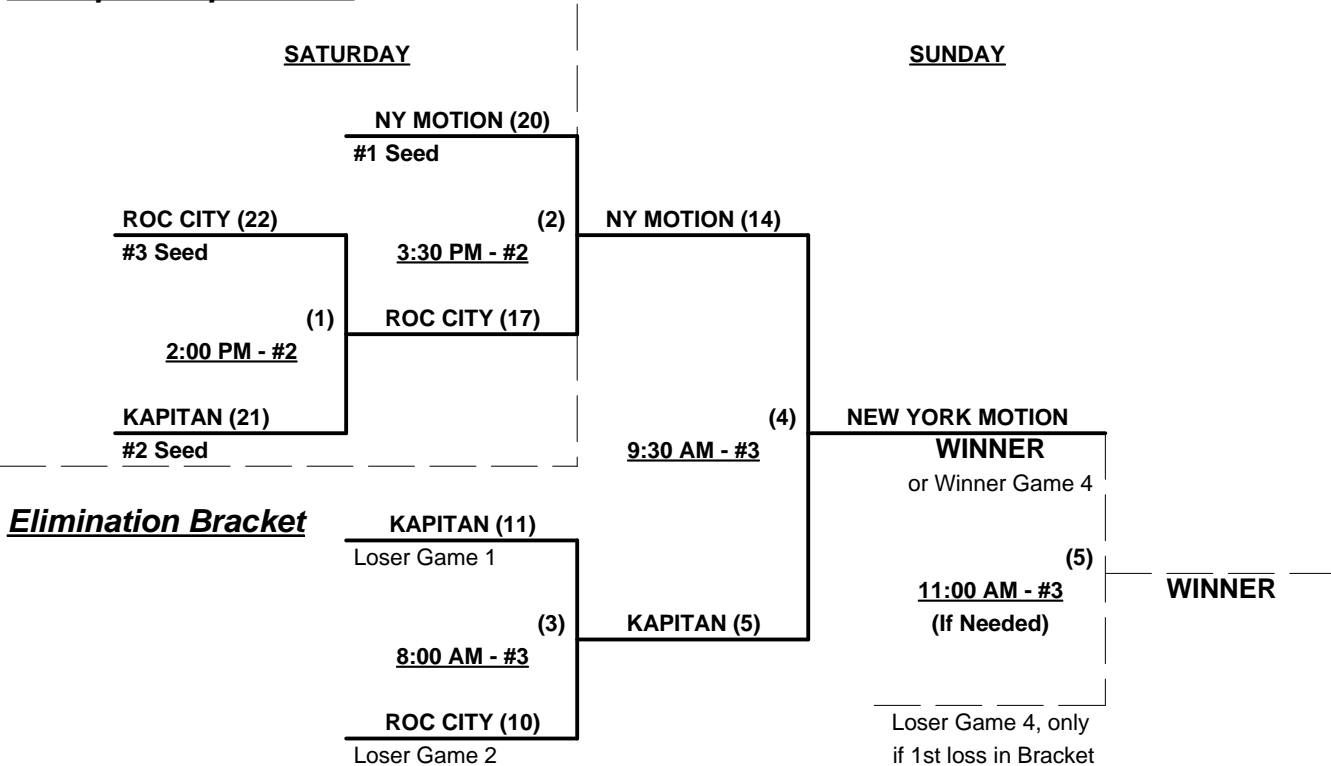 SATURDAY
SUNDAY
NY MOTION (20)
#1 Seed
ROC CITY (22)
(2)
NY MOTION (14)
#3 Seed
3:30 PM - #2
(1)
ROC CITY (17)
2:00 PM - #2
KAPITAN (21)
(4)
NEW YORK MOTION
#2 Seed
9:30 AM - #3
WINNER
or Winner Game 4
Elimination Bracket
KAPITAN (11)
Loser Game 1
(5)
11:00 AM - #3
WINNER
(3)
KAPITAN (5)
(If Needed)
8:00 AM - #3
ROC CITY (10)
Loser Game 4, only
Loser Game 2
if 1st loss in Bracket